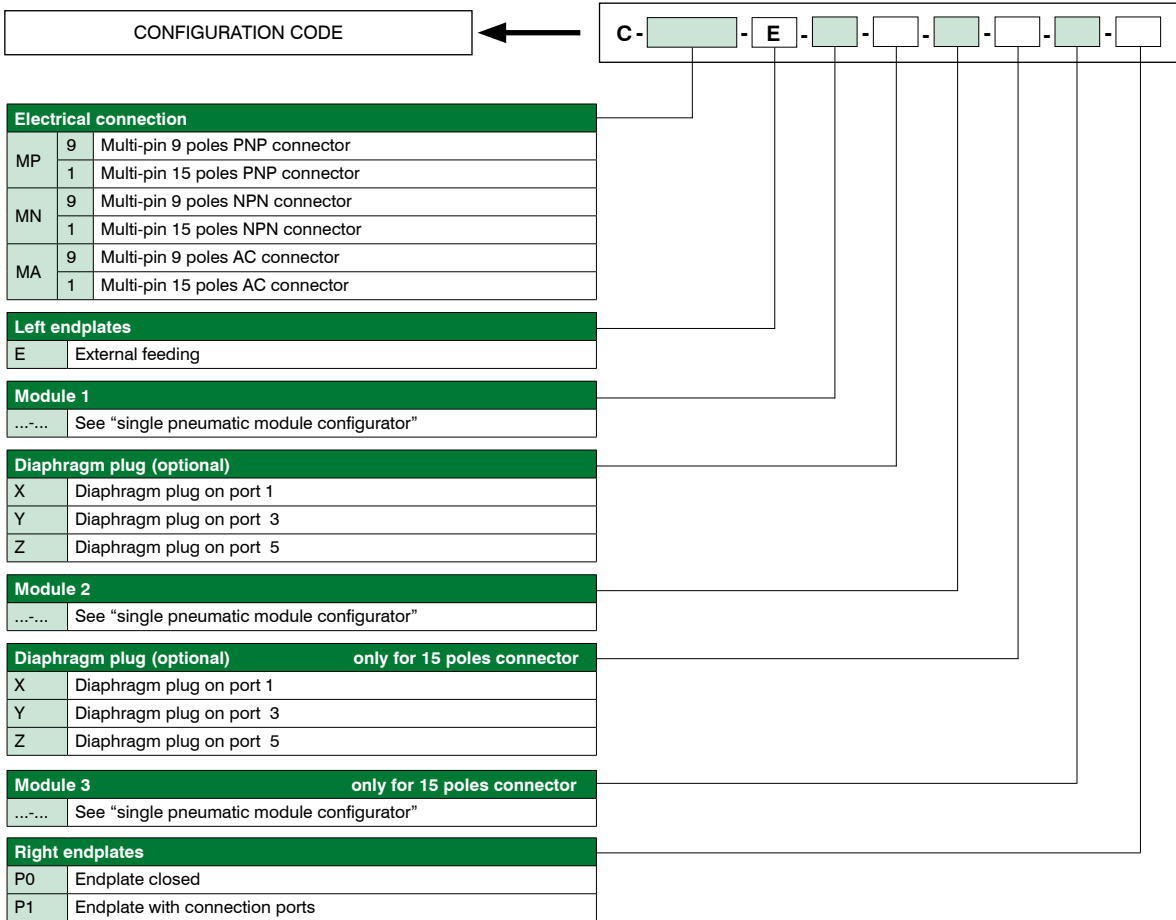 CONFIGURATION CODE
C - - E - - - - - -
Electrical connection
MP 9 Multi-pin 9 poles PNP connector
1 Multi-pin 15 poles PNP connector
MN 9 Multi-pin 9 poles NPN connector
1 Multi-pin 15 poles NPN connector
MA 9 Multi-pin 9 poles AC connector
1 Multi-pin 15 poles AC connector
Left endplates
E External feeding
Module 1
...-... See “single pneumatic module configurator”
Diaphragm plug (optional)
X Diaphragm plug on port 1
Y Diaphragm plug on port 3
Z Diaphragm plug on port 5
Module 2
...-... See “single pneumatic module configurator”
Diaphragm plug (optional) only for 15 poles connector
X Diaphragm plug on port 1
Y Diaphragm plug on port 3
Z Diaphragm plug on port 5
Module 3 only for 15 poles connector
...-... See “single pneumatic module configurator”
Right endplates
P0 Endplate closed
P1 Endplate with connection ports